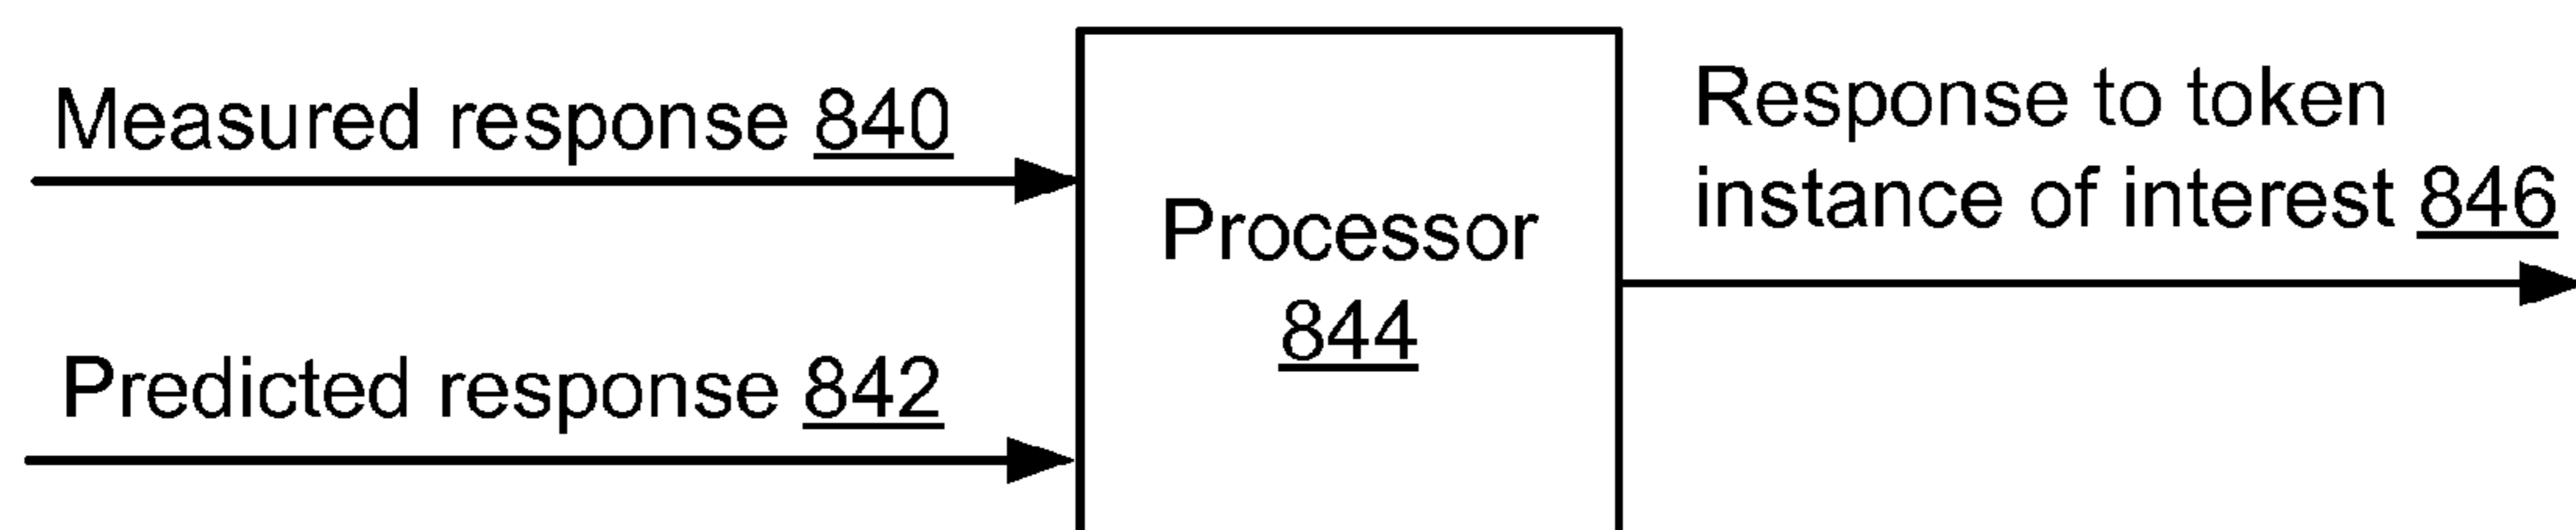 Measured response 840
Predicted response 842
Processor
844
Response to token
instance of interest 846